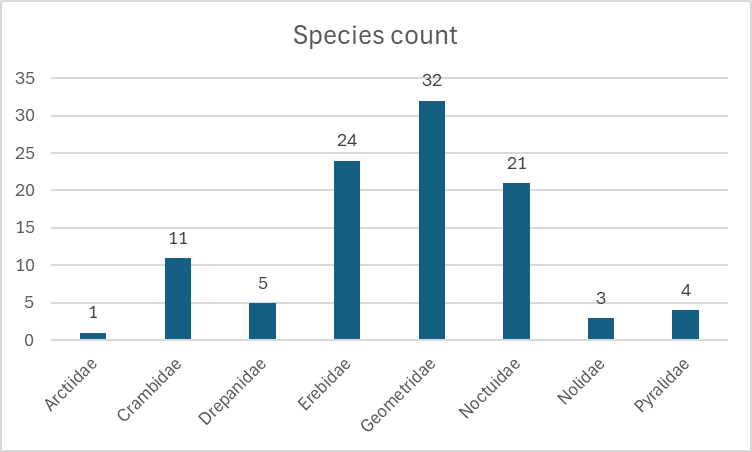 Species count
35
30
25
20
15
10
5
0
1
11
5
24
32
21
3
4
Arctiidae
Crambidae
Drepanidae
Erebidae
Geometridae
Noctuidae
Nolidae
Pyralidae